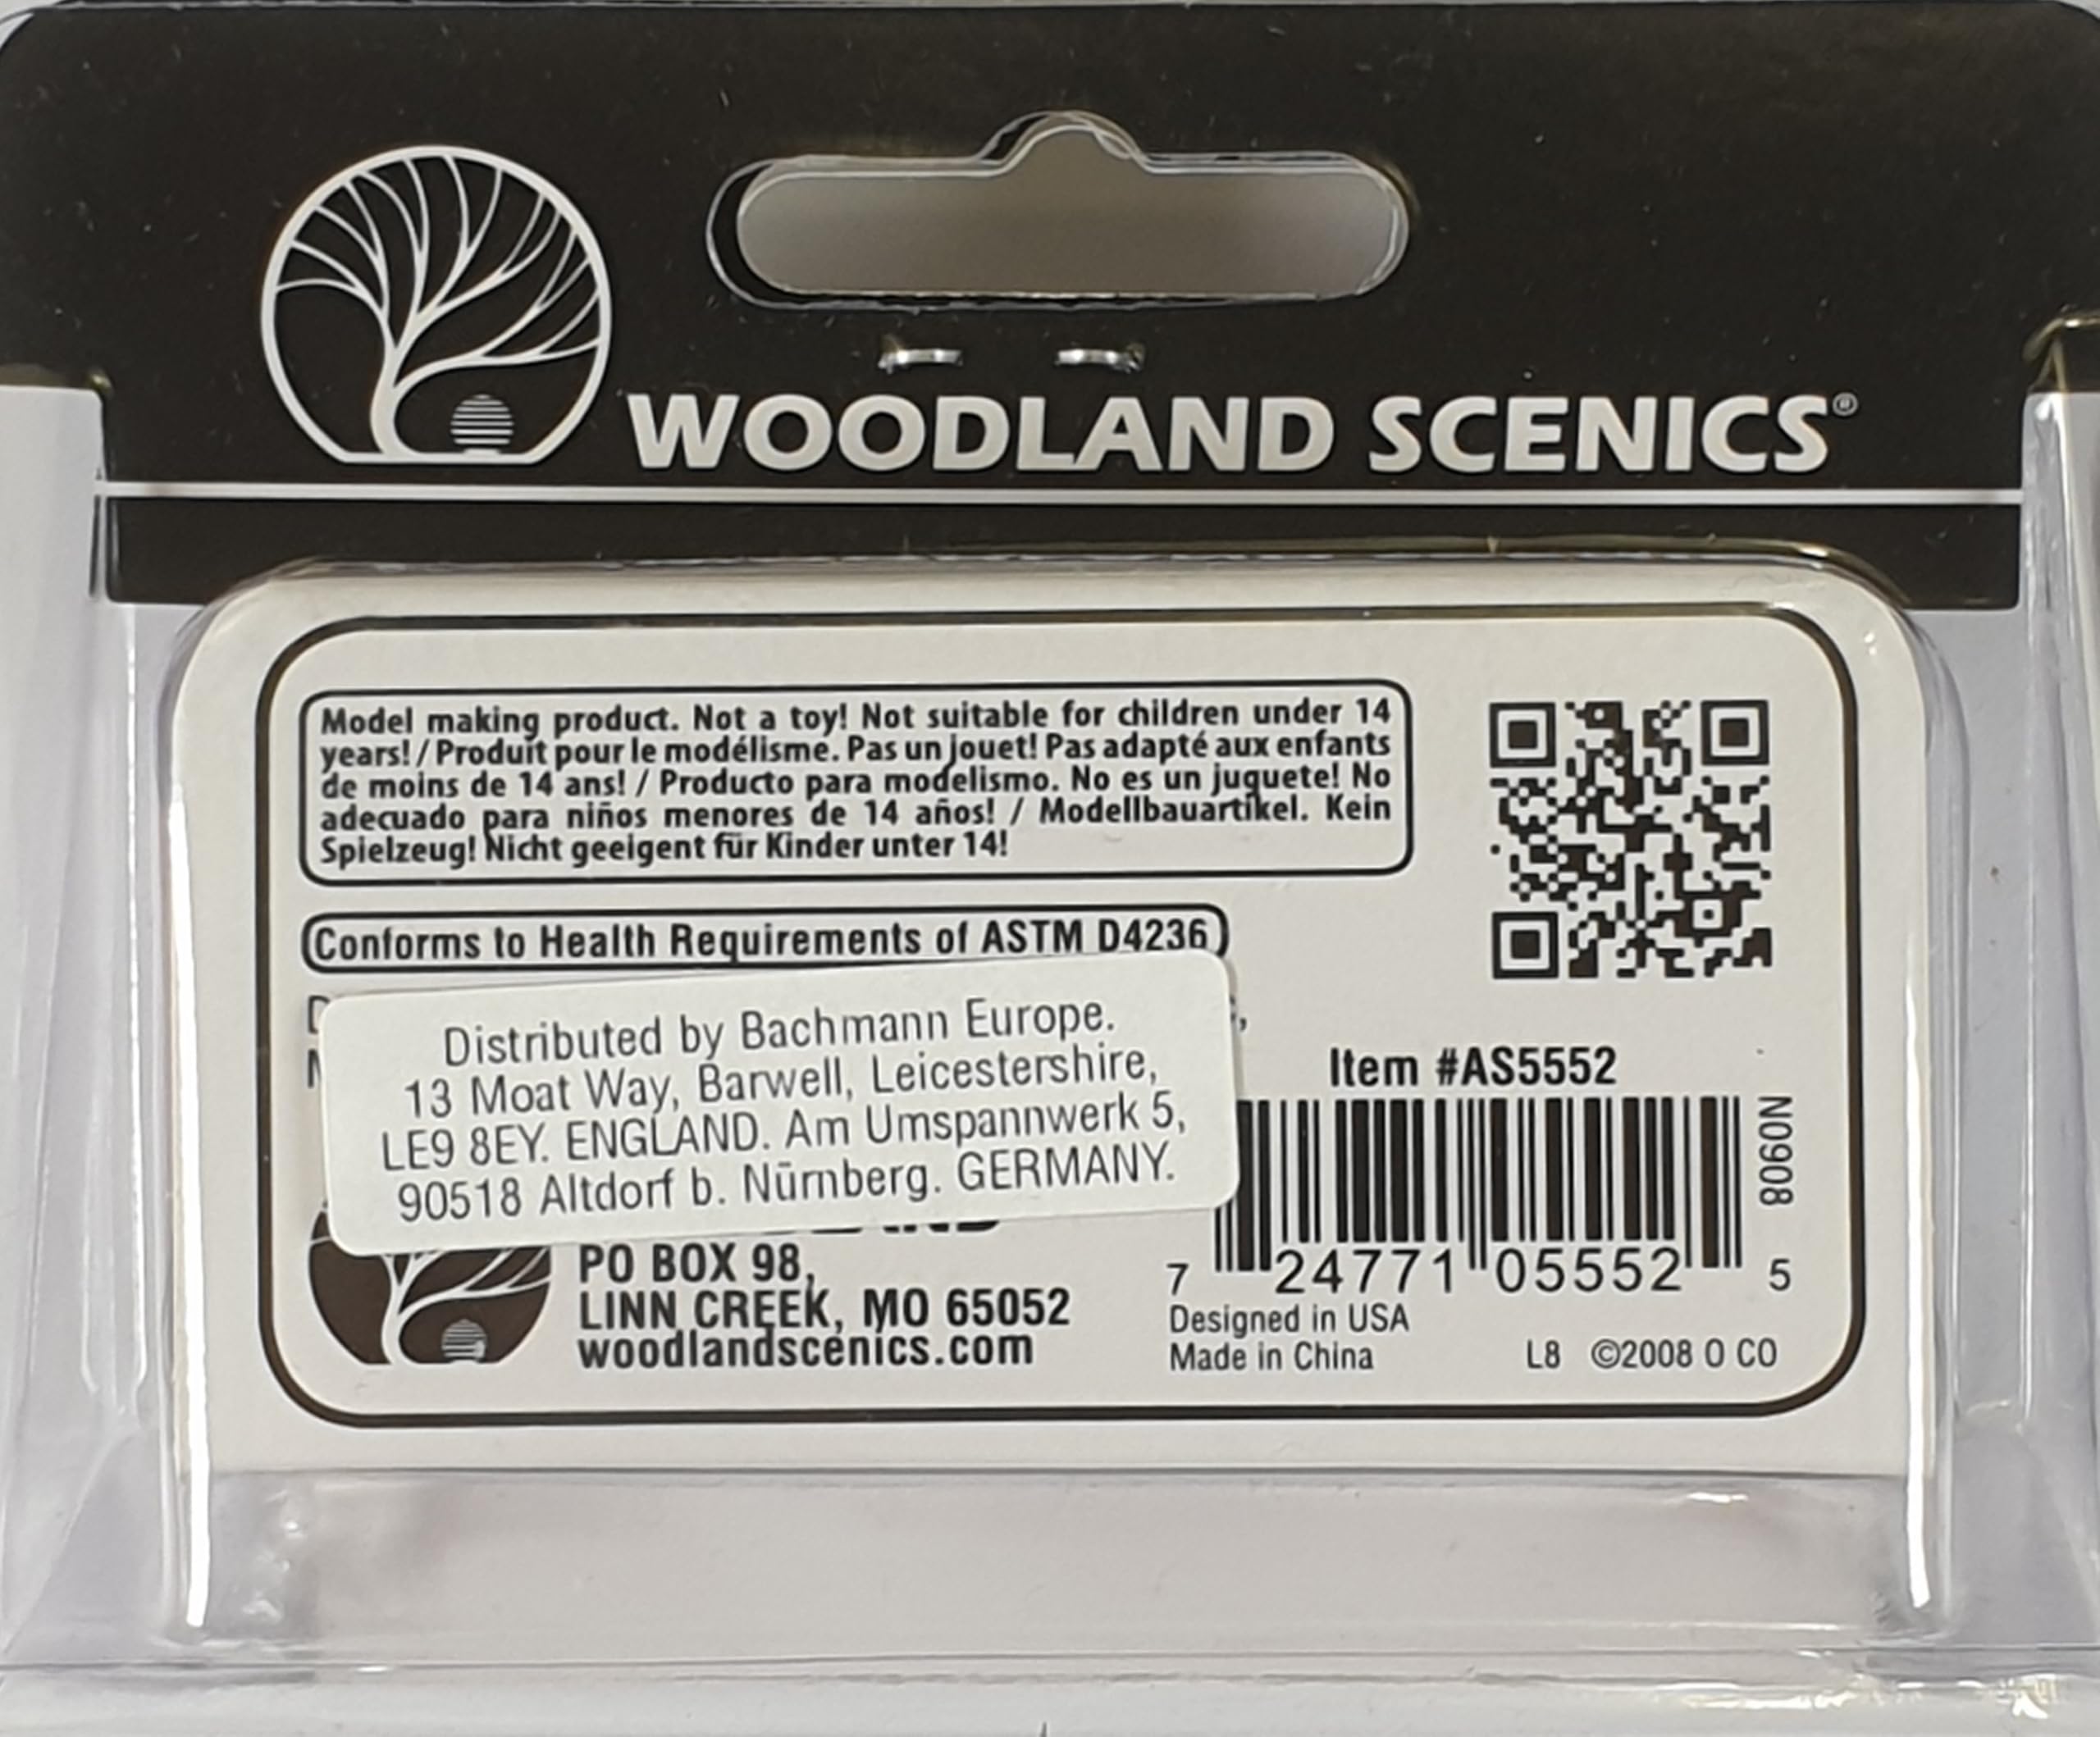 WOODLAND SCENICS®
Model making product. Not a toy! Not suitable for children under 14
years! / Produit pour le modélisme. Pas un jouet! Pas adapté aux enfants
de moins de 14 ans! / Producto para modelismo. No es un juguete! No
adecuado para niños menores de 14 años! / Modellbauartikel. Kein
Spielzeug! Nicht geeigent für Kinder unter 14!
Conforms to Health Requirements of ASTM D4236
Distributed by Bachmann Europe.
13 Moat Way, Barwell, Leicestershire,
LE9 8EY. ENGLAND. Am Umspannwerk 5,
90518 Altdorf b. Nürnberg. GERMANY.
PO BOX 98,
LINN CREEK, MO 65052
woodlandscenics.com
Item #AS5552
N0908
7 24771 05552 5
Designed in USA
Made in China
L8 ©2008 O CO